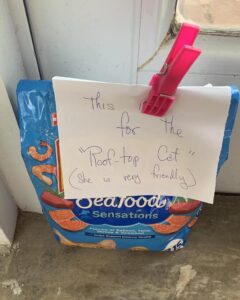 This is
for the
"Roof-top Cat"
(she is very friendly)
Seafood
Sensations